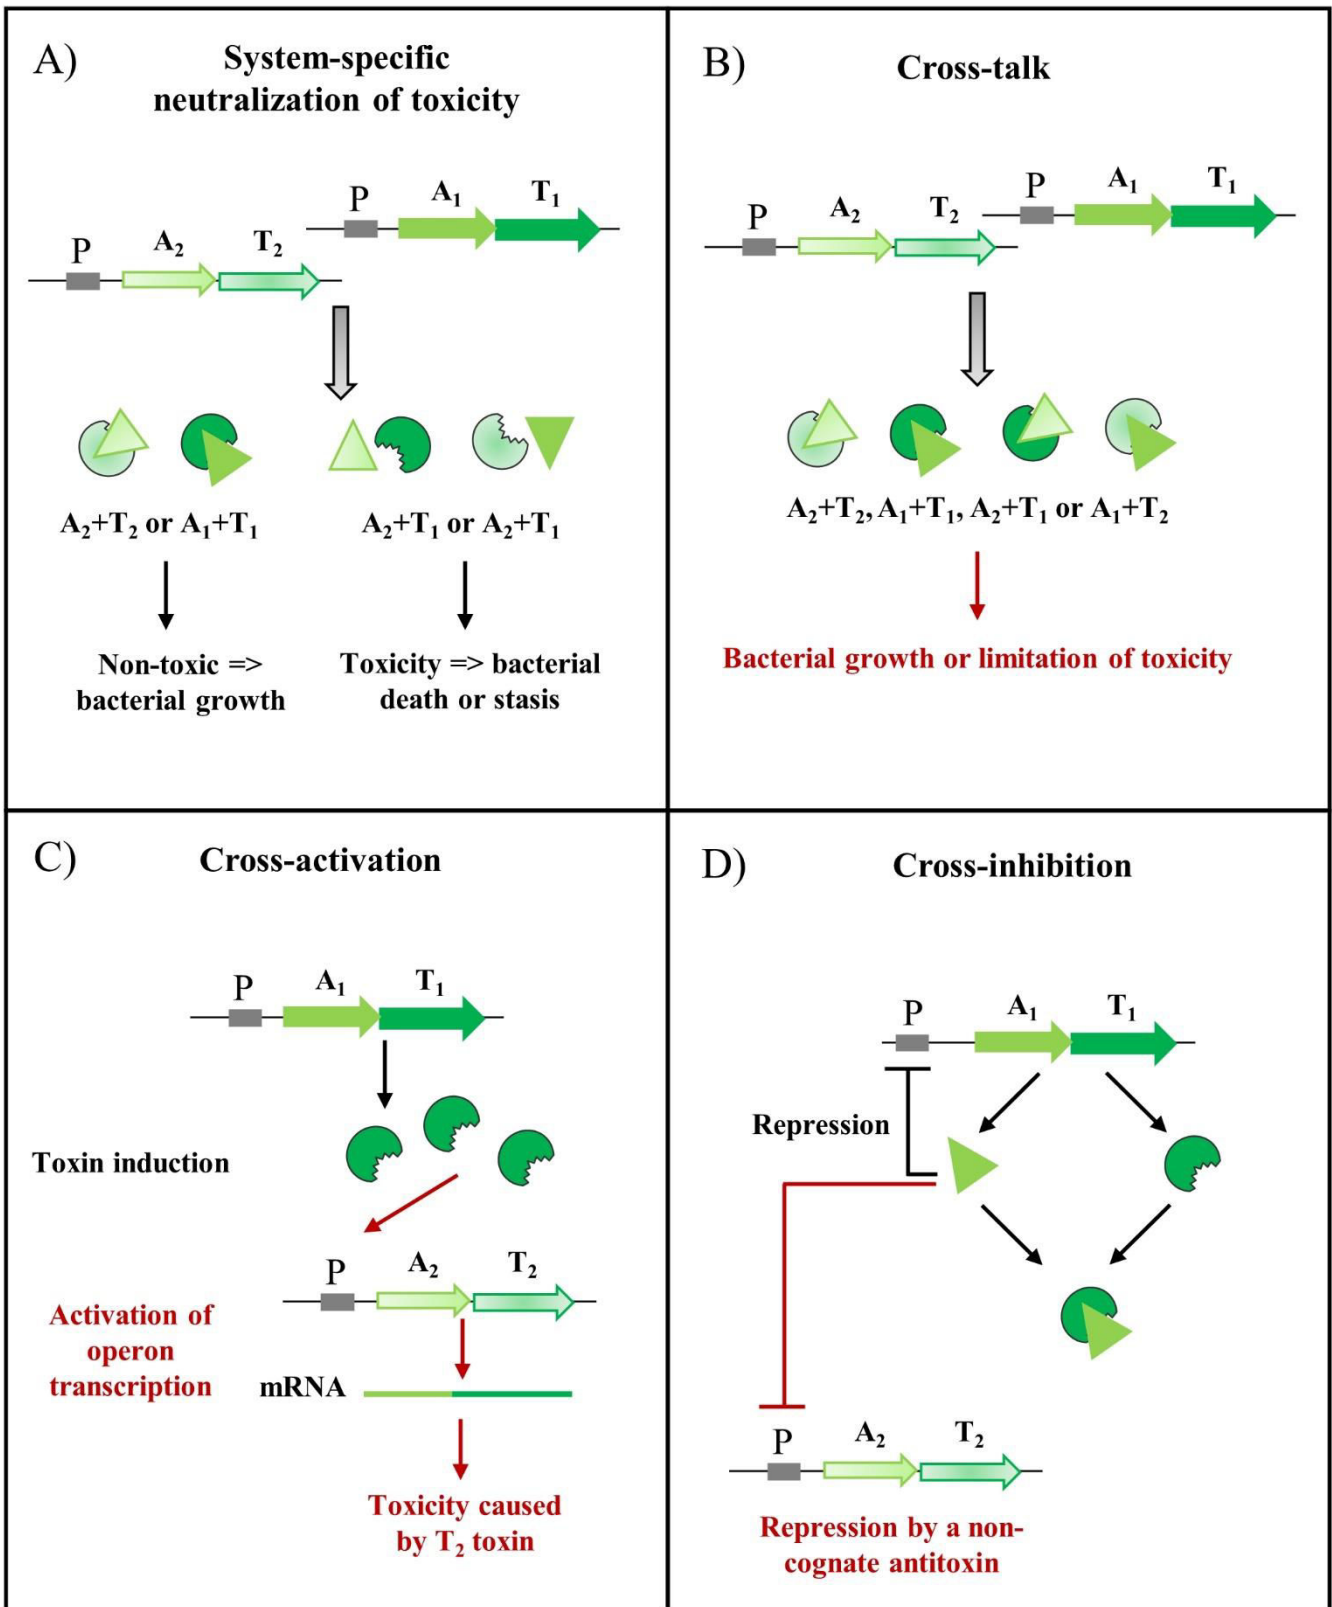 A)
System-specific
neutralization of toxicity
P
A₁
T₁
P
A₂
T₂
A₂+T₂ or A₁+T₁
A₂+T₁ or A₂+T₁
Non-toxic =>
bacterial growth
Toxicity => bacterial
death or stasis
B)
Cross-talk
P
A₁
T₁
P
A₂
T₂
A₂+T₂, A₁+T₁, A₂+T₁ or A₁+T₂
Bacterial growth or limitation of toxicity
C)
Cross-activation
P
A₁
T₁
Toxin induction
P
A₂
T₂
Activation of
operon
transcription
mRNA
Toxicity caused
by T₂ toxin
D)
Cross-inhibition
P
A₁
T₁
Repression
P
A₂
T₂
Repression by a non-
cognate antitoxin